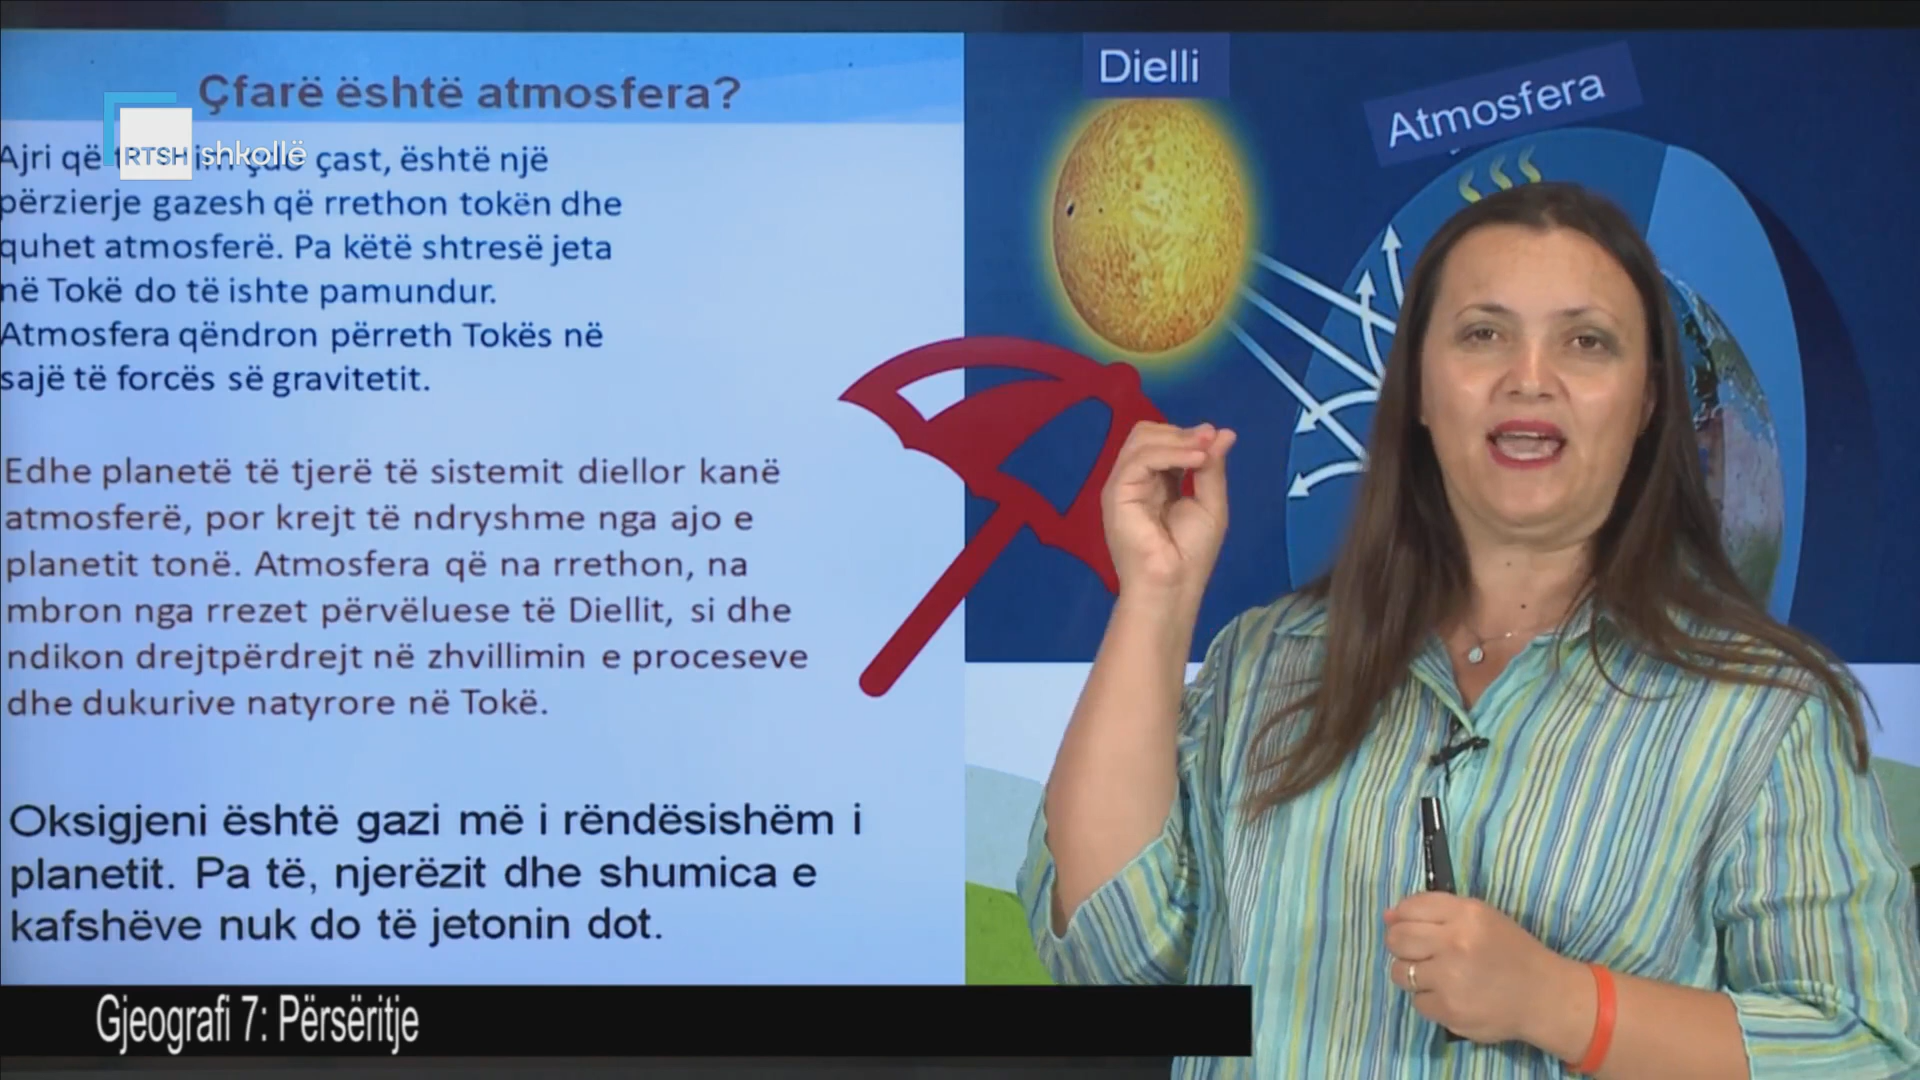 Çfarë është atmosfera?
Ajri që çast, është një
përzierje gazesh që rrethon tokën dhe
quhet atmosferë. Pa këtë shtresë jeta
në Tokë do të ishte pamundur.
Atmosfera qëndron përreth Tokës në
sajë të forcës së gravitetit.
Edhe planetë të tjerë të sistemit diellor kanë
atmosferë, por krejt të ndryshme nga ajo e
planetit tonë. Atmosfera që na rrethon, na
mbron nga rrezet përvëluese të Diellit, si dhe
ndikon drejtpërdrejt në zhvillimin e proceseve
dhe dukurive natyrore në Tokë.
Oksigjeni është gazi më i rëndësishëm i
planetit. Pa të, njerëzit dhe shumica e
kafshëve nuk do të jetonin dot.
RTSH shkollë
Dielli
Atmosfera
Gjeografi 7: Përsëritje